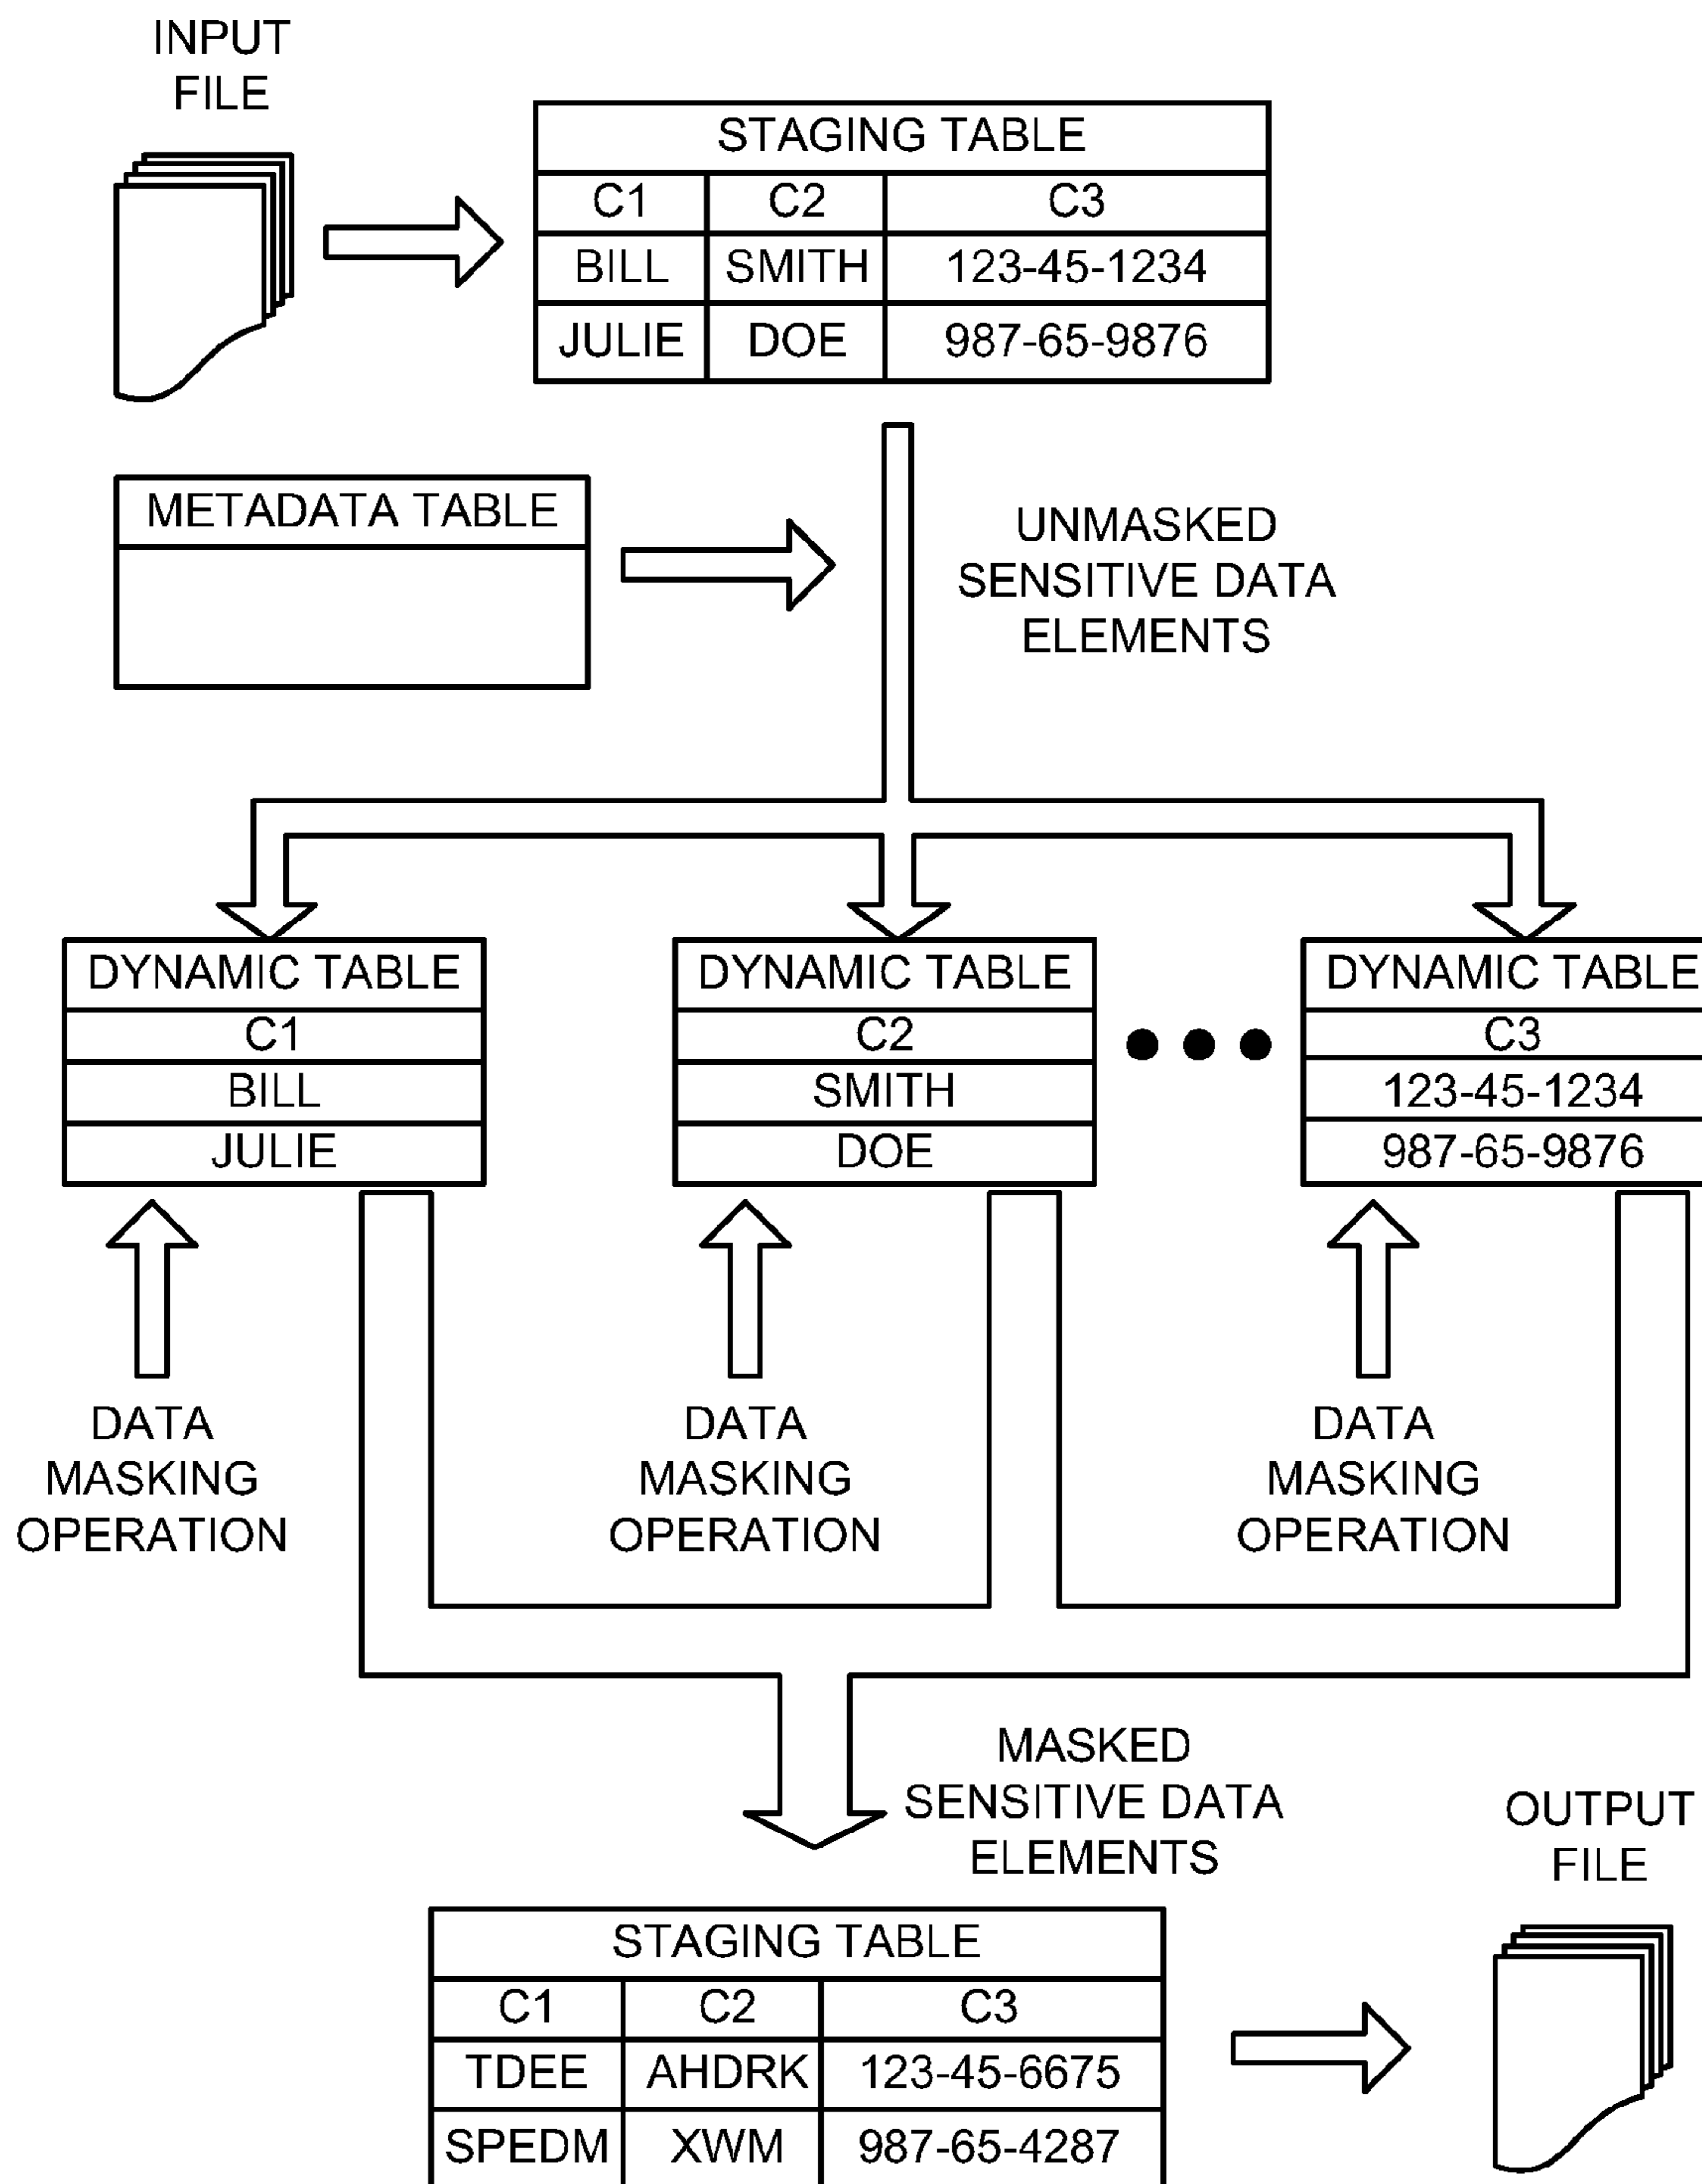 INPUT
FILE
STAGING TABLE
C1 C2 C3
BILL SMITH 123-45-1234
JULIE DOE 987-65-9876
METADATA TABLE
UNMASKED
SENSITIVE DATA
ELEMENTS
DYNAMIC TABLE
C1
BILL
JULIE
DYNAMIC TABLE
C2
SMITH
DOE
DYNAMIC TABLE
C3
123-45-1234
987-65-9876
DATA
MASKING
OPERATION
DATA
MASKING
OPERATION
DATA
MASKING
OPERATION
MASKED
SENSITIVE DATA
ELEMENTS
OUTPUT
FILE
STAGING TABLE
C1 C2 C3
TDEE AHDRK 123-45-6675
SPEDM XWM 987-65-4287